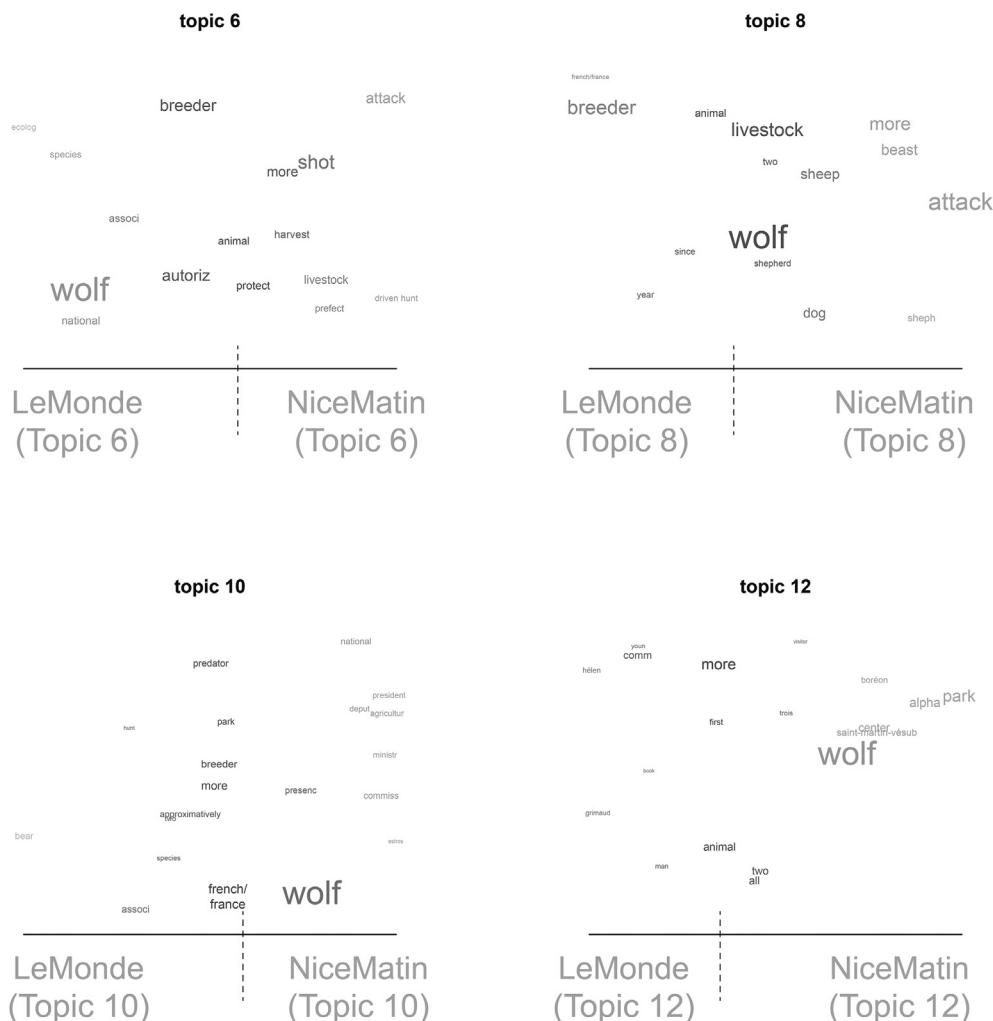 topic 6
breeder
attack
ecolog
species
shot
more
associ
animal
harvest
autoriz
wolf
protect
livestock
driven hunt
national
prefect
LeMonde
(Topic 6)
NiceMatin
(Topic 6)
topic 8
french/france
breeder
animal
livestock
more
two
beast
sheep
attack
wolf
since
shepherd
year
dog
sheph
LeMonde
(Topic 8)
NiceMatin
(Topic 8)
topic 10
national
predator
president
deput
agricultur
park
hunt
ministr
breeder
more
presenc
commiss
approximatively
two
bear
estros
species
french/
france
wolf
associ
LeMonde
(Topic 10)
NiceMatin
(Topic 10)
topic 12
visiter
youn
comm
more
hélen
boréon
alpha
park
trois
first
center
saint-martin-vésub
wolf
book
grimaud
animal
man
two
all
LeMonde
(Topic 12)
NiceMatin
(Topic 12)